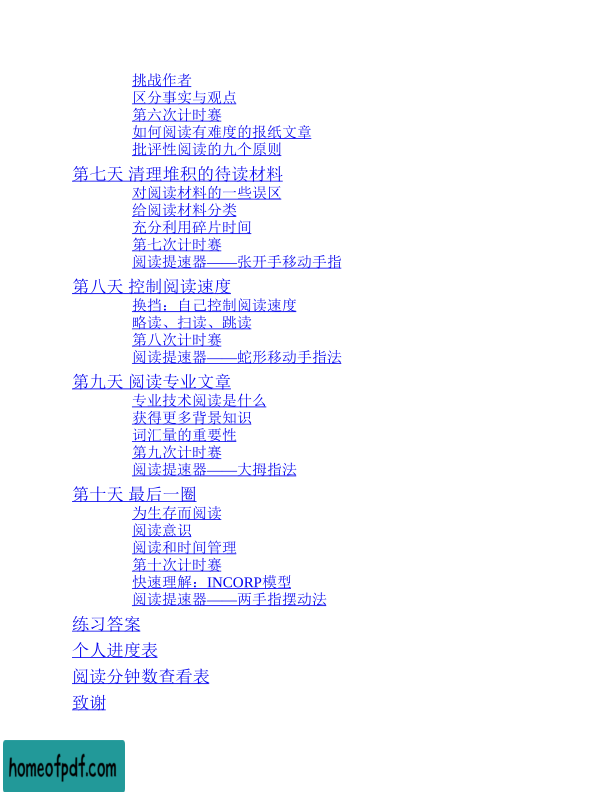 挑战作者
区分事实与观点
第六次计时赛
如何阅读有难度的报纸文章
批评性阅读的九个原则
第七天 清理堆积的待读材料
对阅读材料的一些误区
给阅读材料分类
充分利用碎片时间
第七次计时赛
阅读提速器——张开手移动手指
第八天 控制阅读速度
换挡：自己控制阅读速度
略读、扫读、跳读
第八次计时赛
阅读提速器——蛇形移动手指法
第九天 阅读专业文章
专业技术阅读是什么
获得更多背景知识
词汇量的重要性
第九次计时赛
阅读提速器——大拇指法
第十天 最后一圈
为生存而阅读
阅读意识
阅读和时间管理
第十次计时赛
快速理解：INCORP模型
阅读提速器——两手指摆动法
练习答案
个人进度表
阅读分钟数查看表
致谢
homeofpdf.com